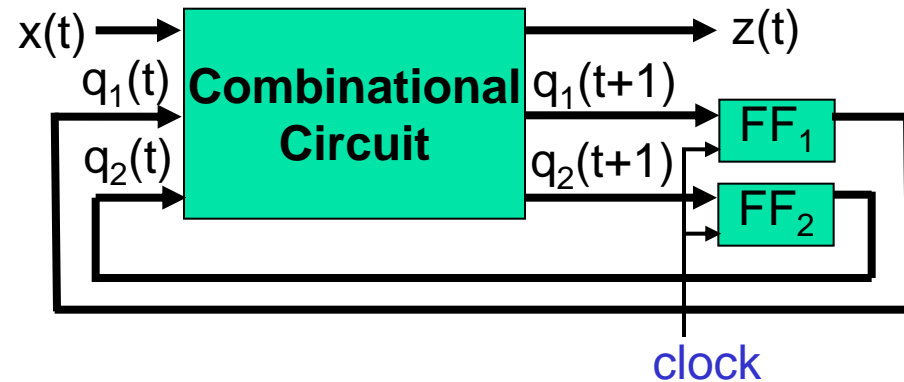 x(t)
z(t)
q₁(t)
Combinational
Circuit
q₁(t+1)
FF₁
q₂(t)
q₂(t+1)
FF₂
clock